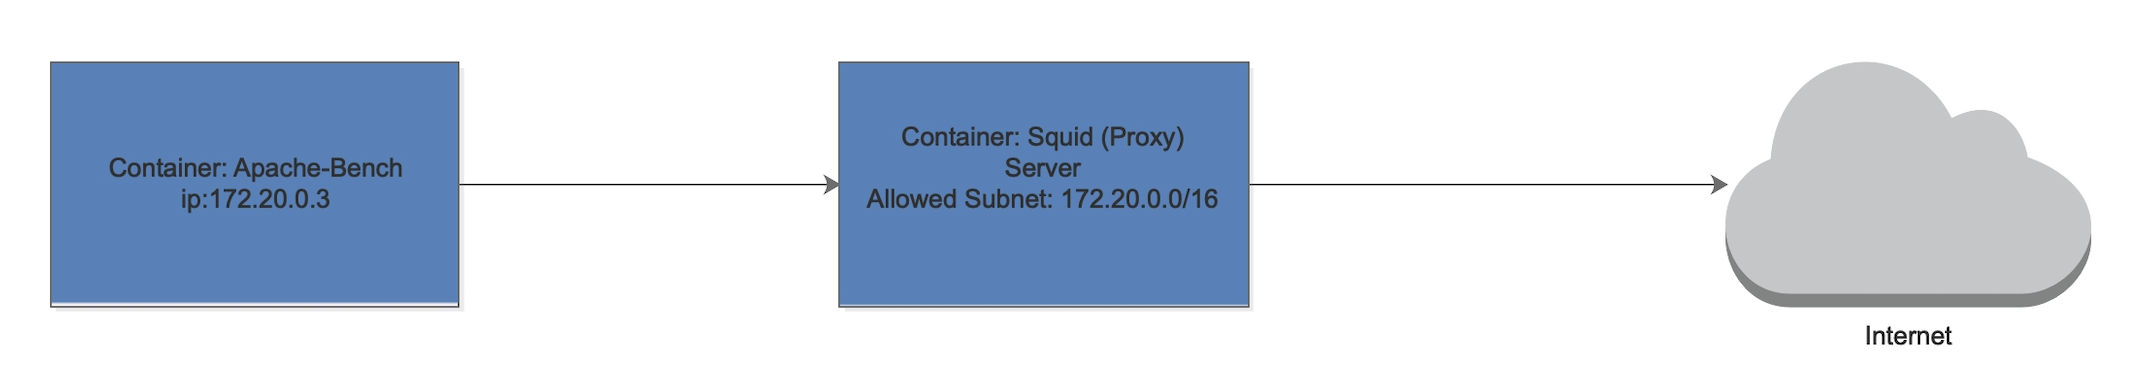 Container: Apache-Bench
ip:172.20.0.3
Container: Squid (Proxy)
Server
Allowed Subnet: 172.20.0.0/16
Internet